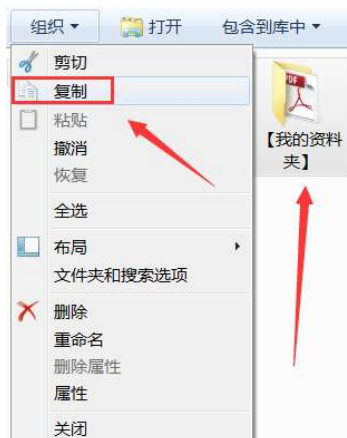 组织 打开 包含到库中
剪切
复制
粘贴
撤消
恢复
全选
布局
文件夹和搜索选项
删除
重命名
删除属性
属性
关闭
PDF
【我的资料
夹】